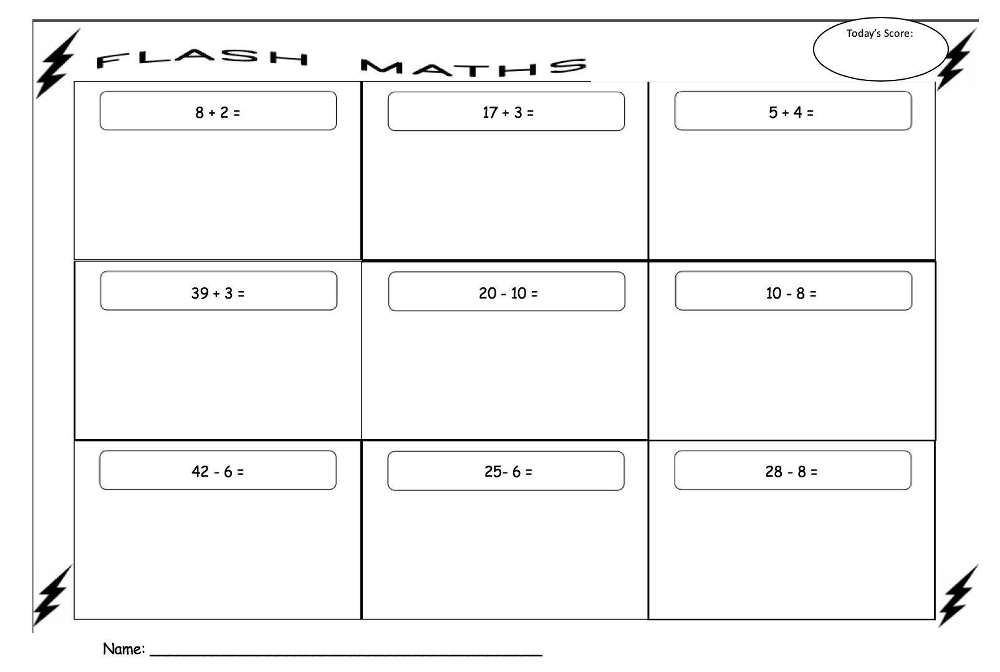 Today's Score:
FLASH MATHS
8 + 2 =
17 + 3 =
5 + 4 =
39 + 3 =
20 - 10 =
10 - 8 =
42 - 6 =
25- 6 =
28 - 8 =
Name: ______________________________________________